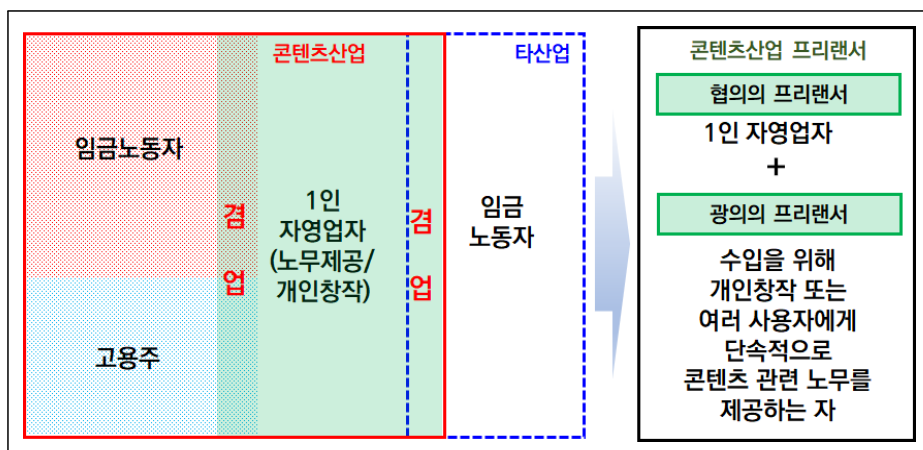 콘텐츠산업
타산업
임금노동자
고용주
겸
업
1인
자영업자
(노무제공/
개인창작)
겸
업
임금
노동자
콘텐츠산업 프리랜서
협의의 프리랜서
1인 자영업자
+
광의의 프리랜서
수입을 위해
개인창작 또는
여러 사용자에게
단속적으로
콘텐츠 관련 노무를
제공하는 자